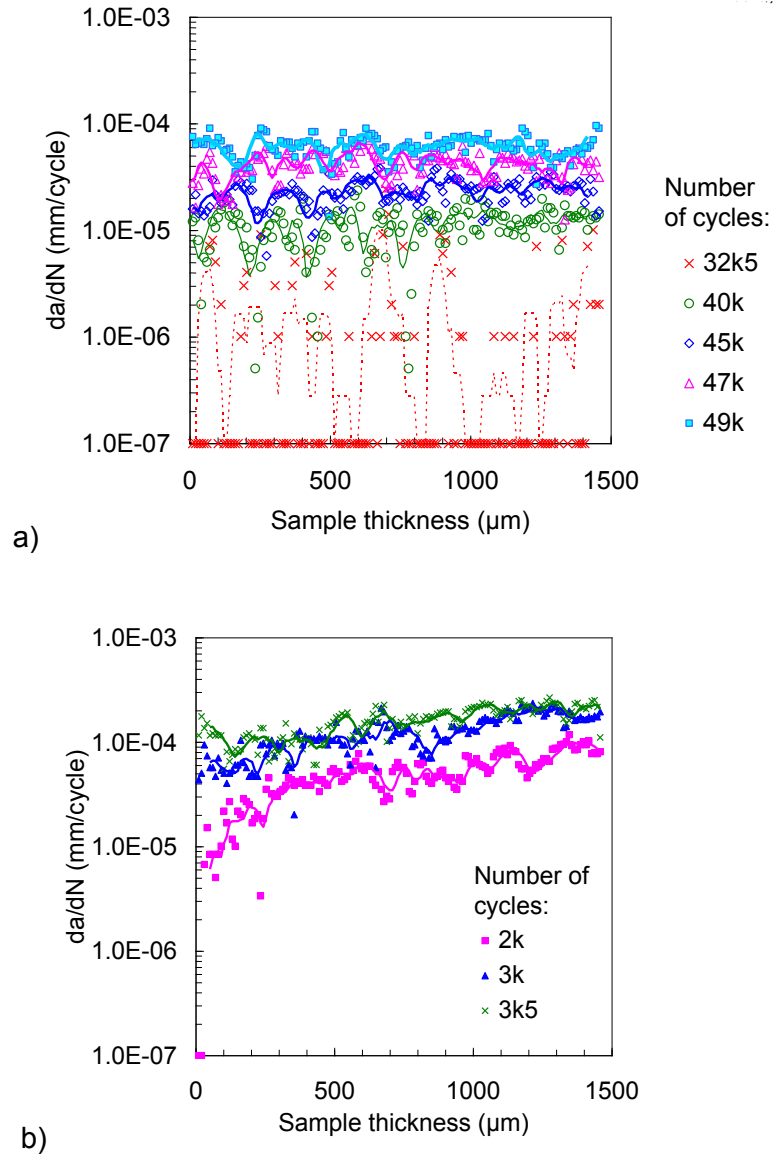 1.0E-03
1.0E-04
1.0E-05
1.0E-06
1.0E-07
da/dN (mm/cycle)
0 500 1000 1500
Sample thickness (µm)
Number
of cycles:
32k5
40k
45k
47k
49k
a)
1.0E-03
1.0E-04
1.0E-05
1.0E-06
1.0E-07
da/dN (mm/cycle)
Number of
cycles:
2k
3k
3k5
0 500 1000 1500
Sample thickness (µm)
b)